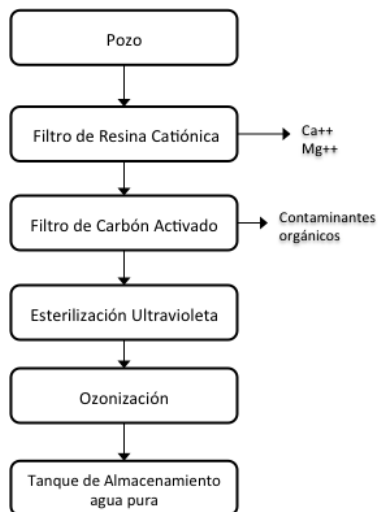 Pozo
Filtro de Resina Catiónica
Ca++
Mg++
Filtro de Carbón Activado
Contaminantes
orgánicos
Esterilización Ultravioleta
Ozonización
Tanque de Almacenamiento
agua pura